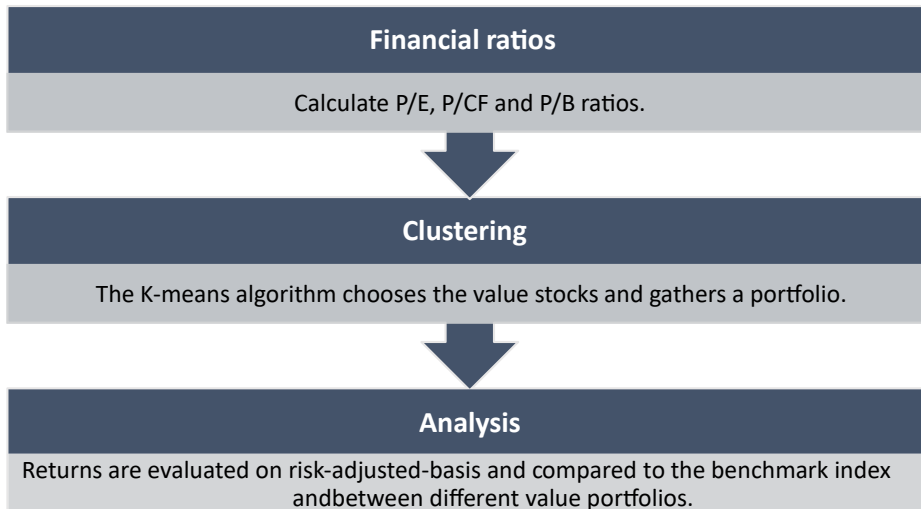 Financial ratios
Calculate P/E, P/CF and P/B ratios.
Clustering
The K-means algorithm chooses the value stocks and gathers a portfolio.
Analysis
Returns are evaluated on risk-adjusted-basis and compared to the benchmark index
andbetween different value portfolios.